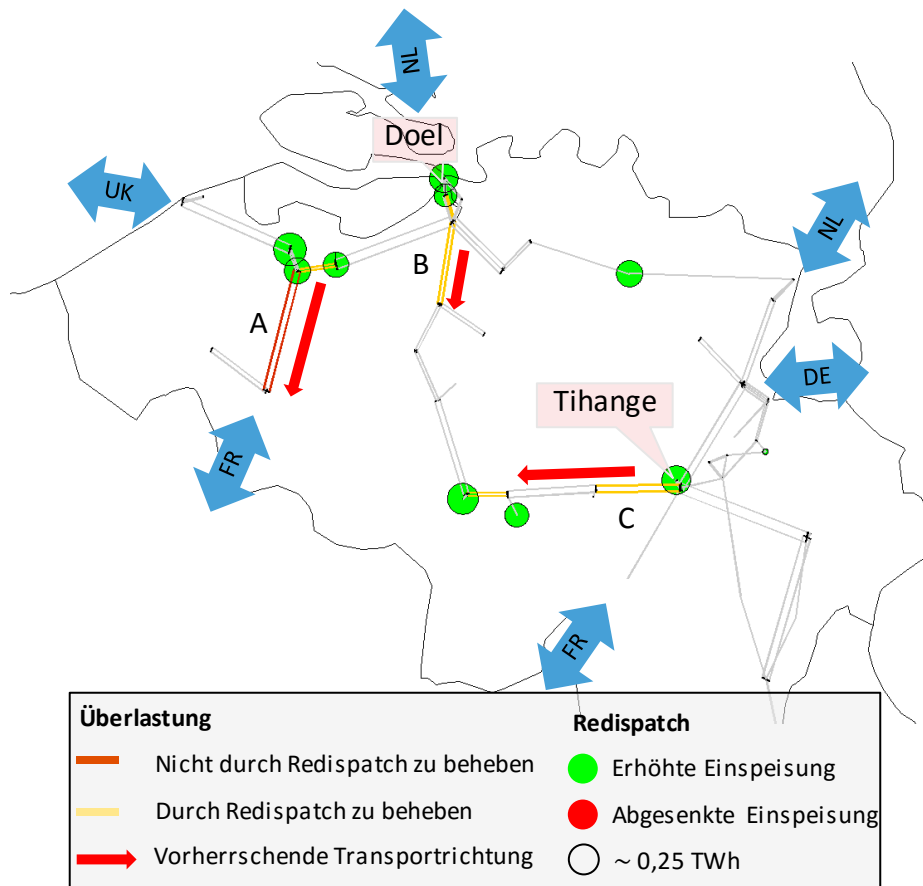 NL
Doel
UK
NL
B
A
DE
Tihange
FR
C
FR
Überlastung
Nicht durch Redispatch zu beheben
Durch Redispatch zu beheben
Vorherrschende Transportrichtung
Redispatch
Erhöhte Einspeisung
Abgesenkte Einspeisung
~ 0,25 TWh